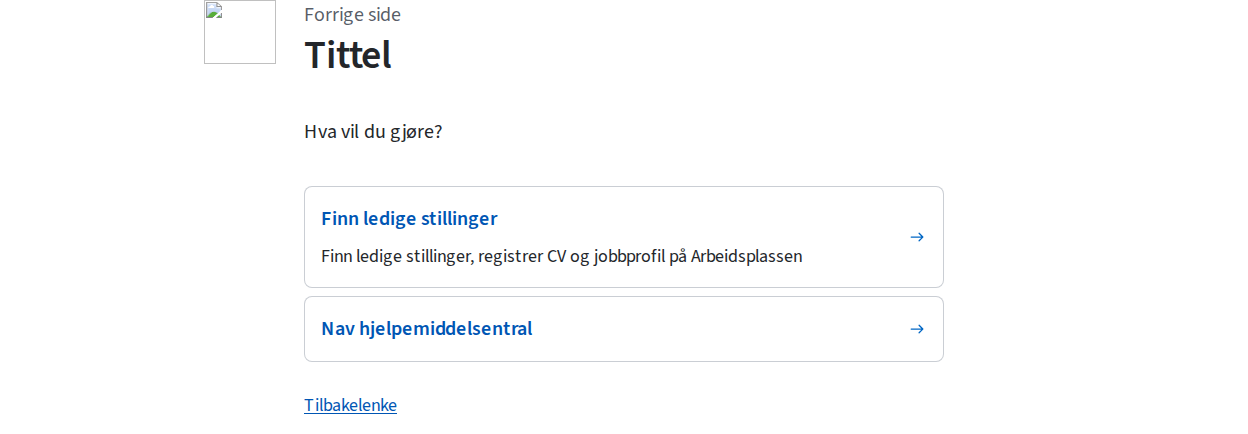 Forrige side
Tittel
Hva vil du gjøre?
Finn ledige stillinger
Finn ledige stillinger, registrer CV og jobbprofil på Arbeidsplassen
Nav hjelpemiddelsentral
Tilbakelenke